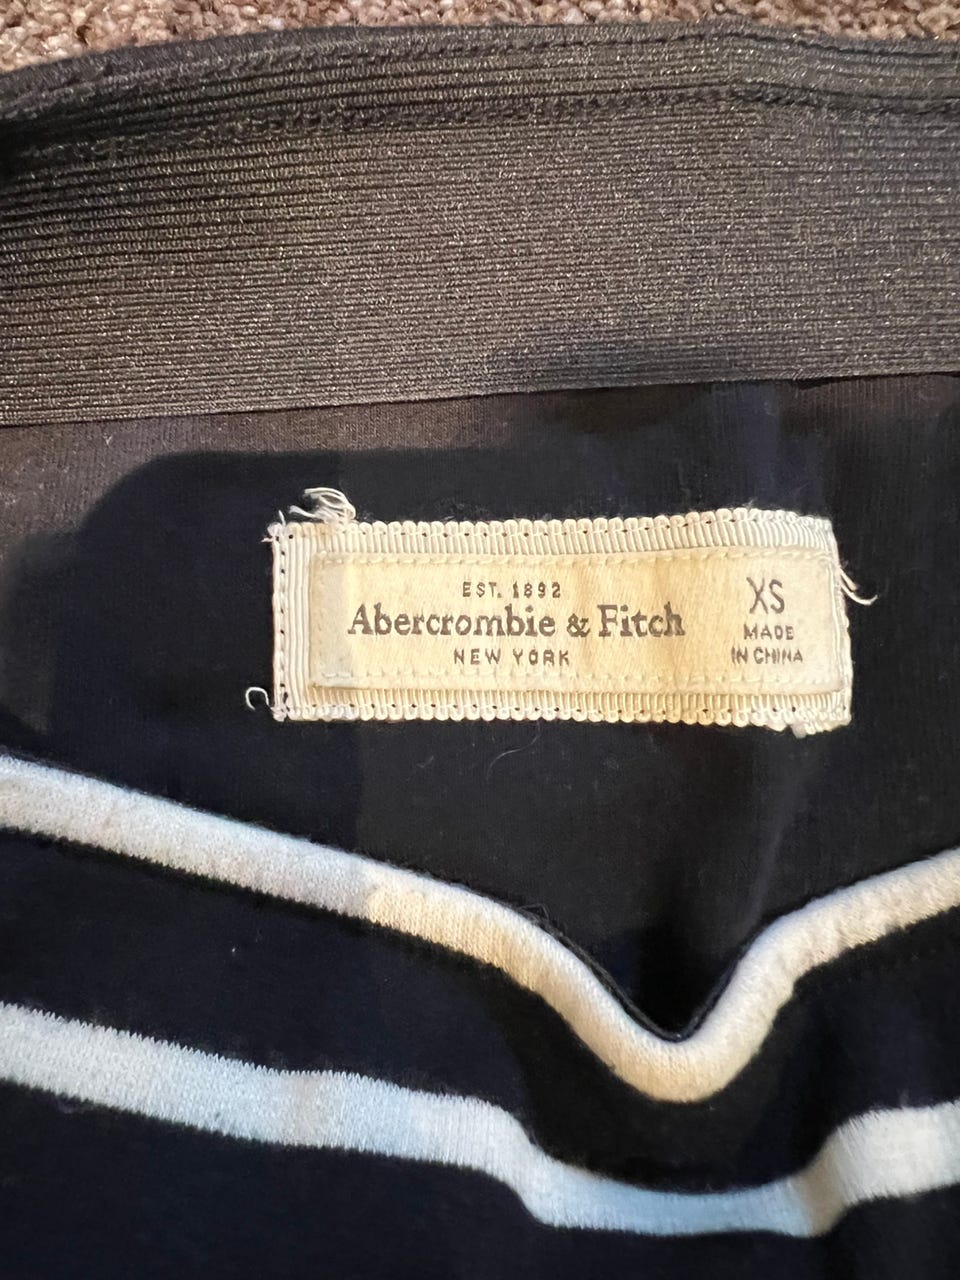 EST. 1892
Abercrombie & Fitch
NEW YORK
XS
MADE
IN CHINA